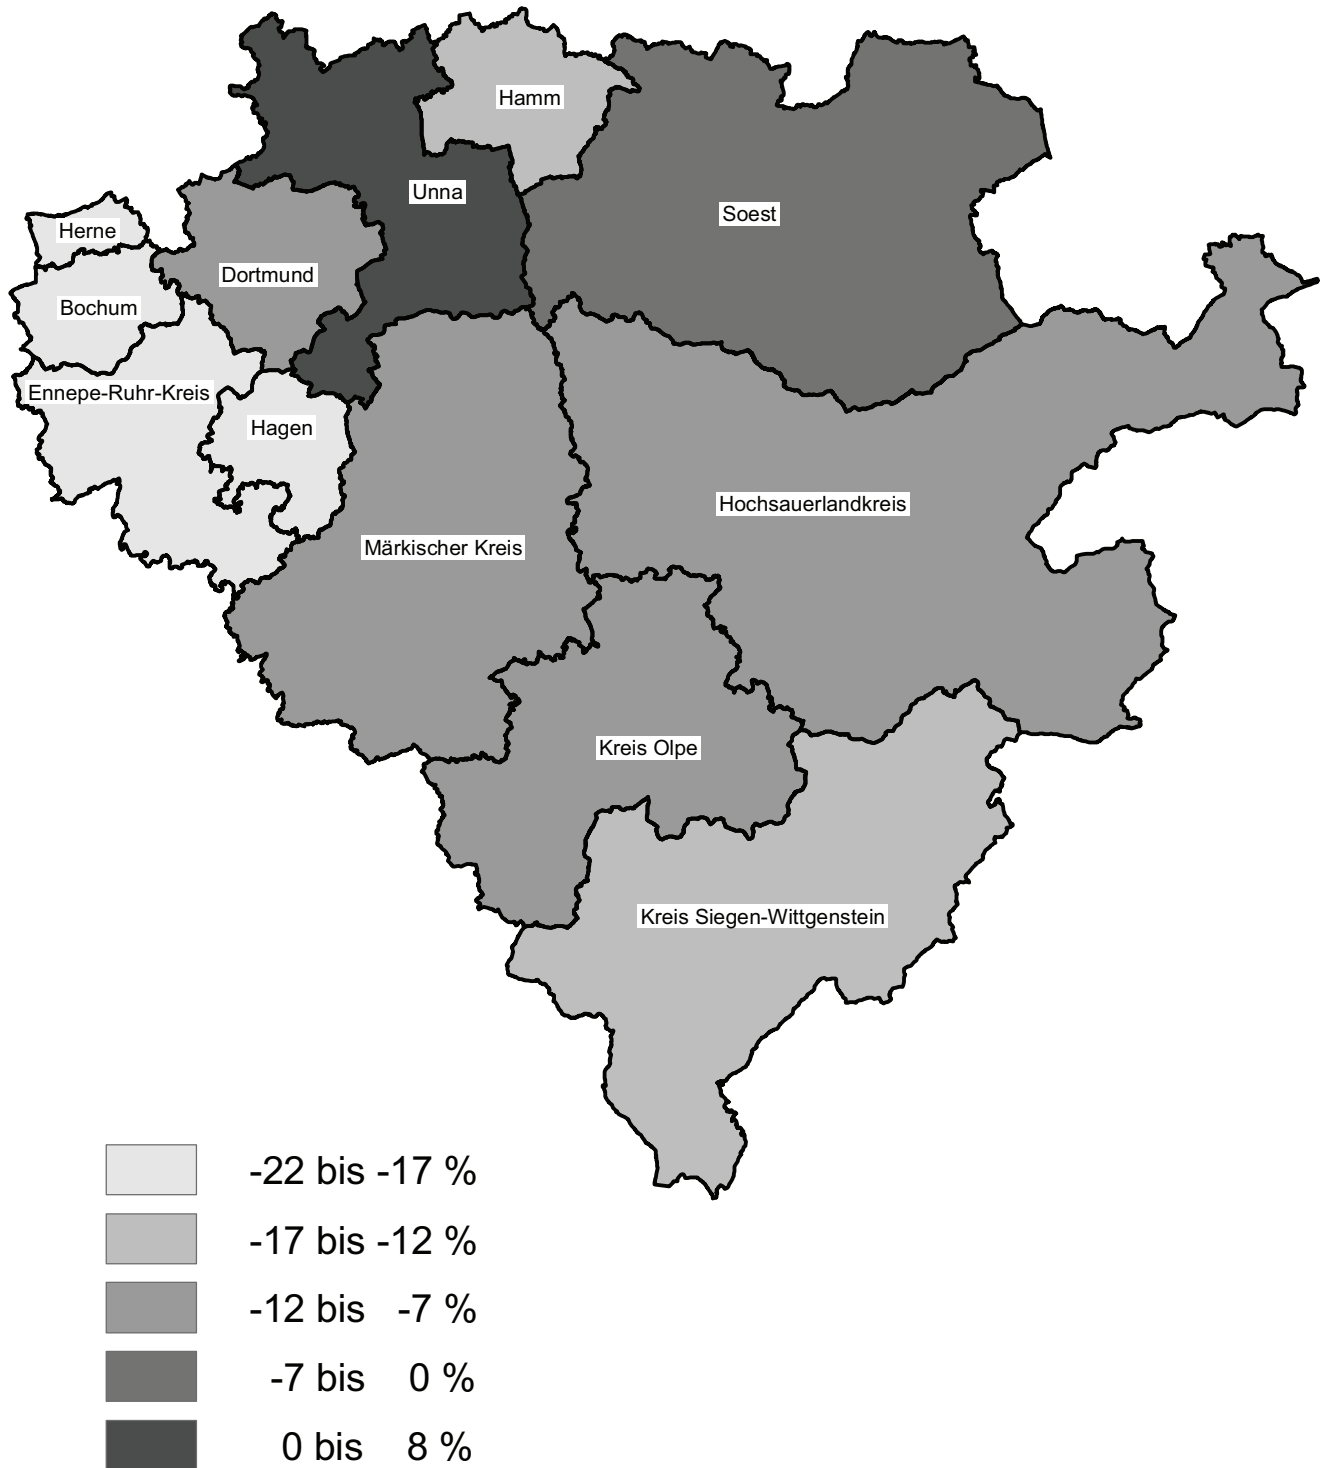 Hamm
Unna
Soest
Herne
Dortmund
Bochum
Ennepe-Ruhr-Kreis
Hagen
Hochsauerlandkreis
Märkischer Kreis
Kreis Olpe
Kreis Siegen-Wittgenstein
-22 bis -17 %
-17 bis -12 %
-12 bis -7 %
-7 bis 0 %
0 bis 8 %